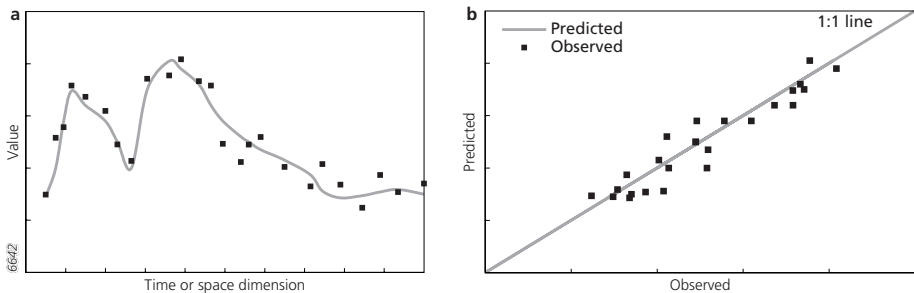 a
Value
6642
Time or space dimension
b
1:1 line
Predicted
Observed
Predicted
Observed